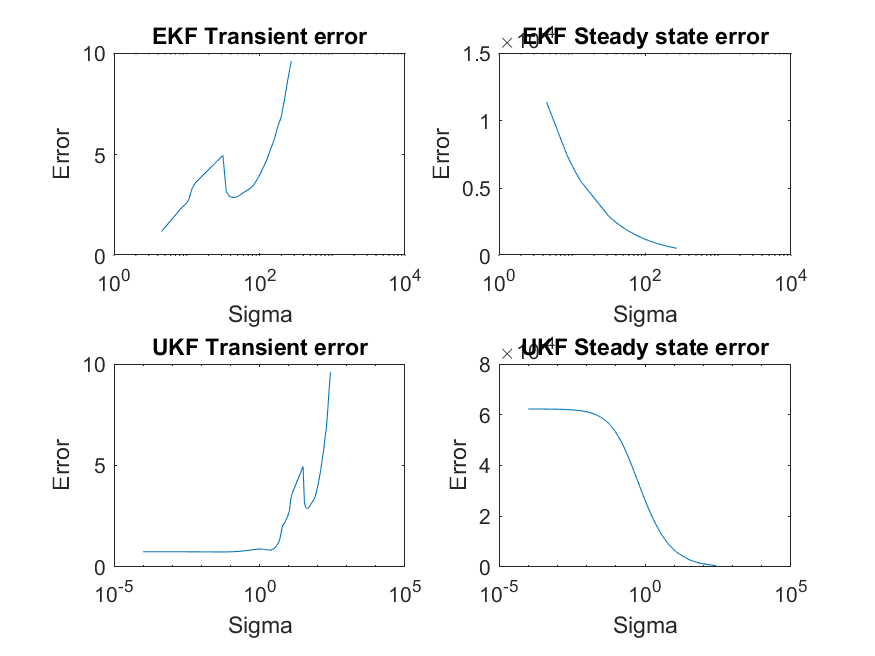 EKF Transient error
10
5
0
Error
10^0
10^2
10^4
Sigma
EKF Steady state error
1.5
1
0.5
0
Error
10^0
10^2
10^4
Sigma
UKF Transient error
10
5
0
Error
10^-5
10^0
10^5
Sigma
UKF Steady state error
8
6
4
2
0
Error
10^-5
10^0
10^5
Sigma